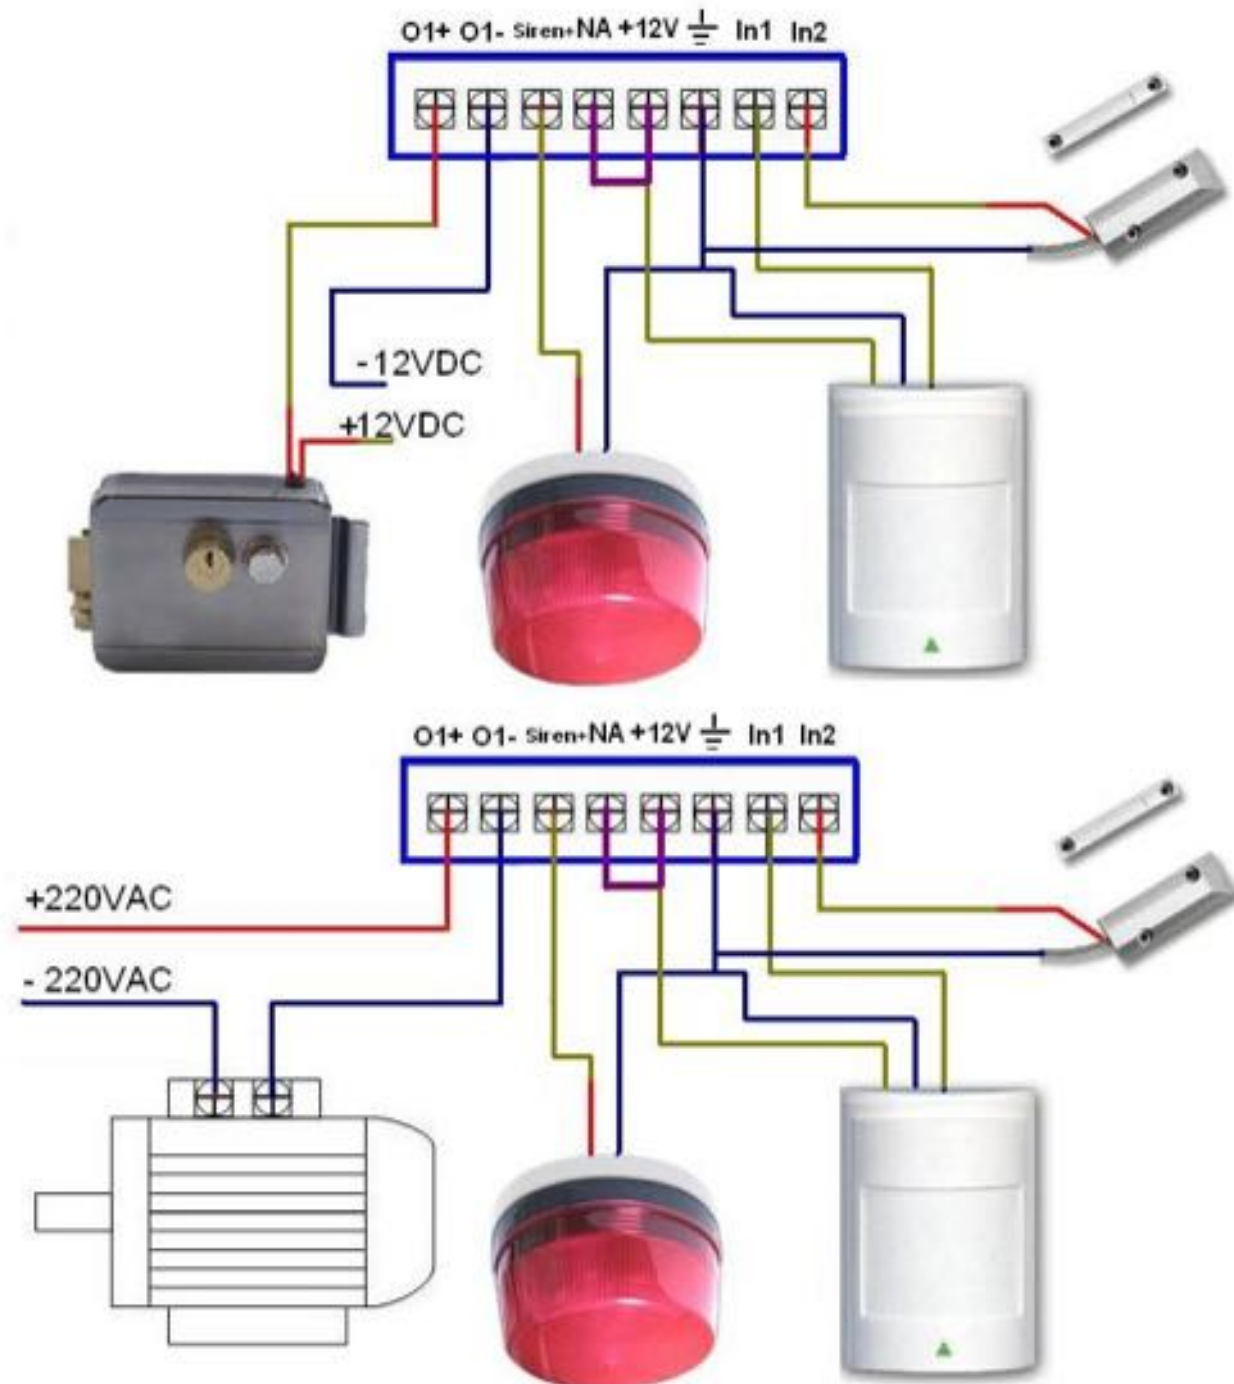 O1+ O1- Siren+ NA +12V In1 In2
-12VDC
+12VDC
O1+ O1- Siren+ NA +12V In1 In2
+220VAC
- 220VAC